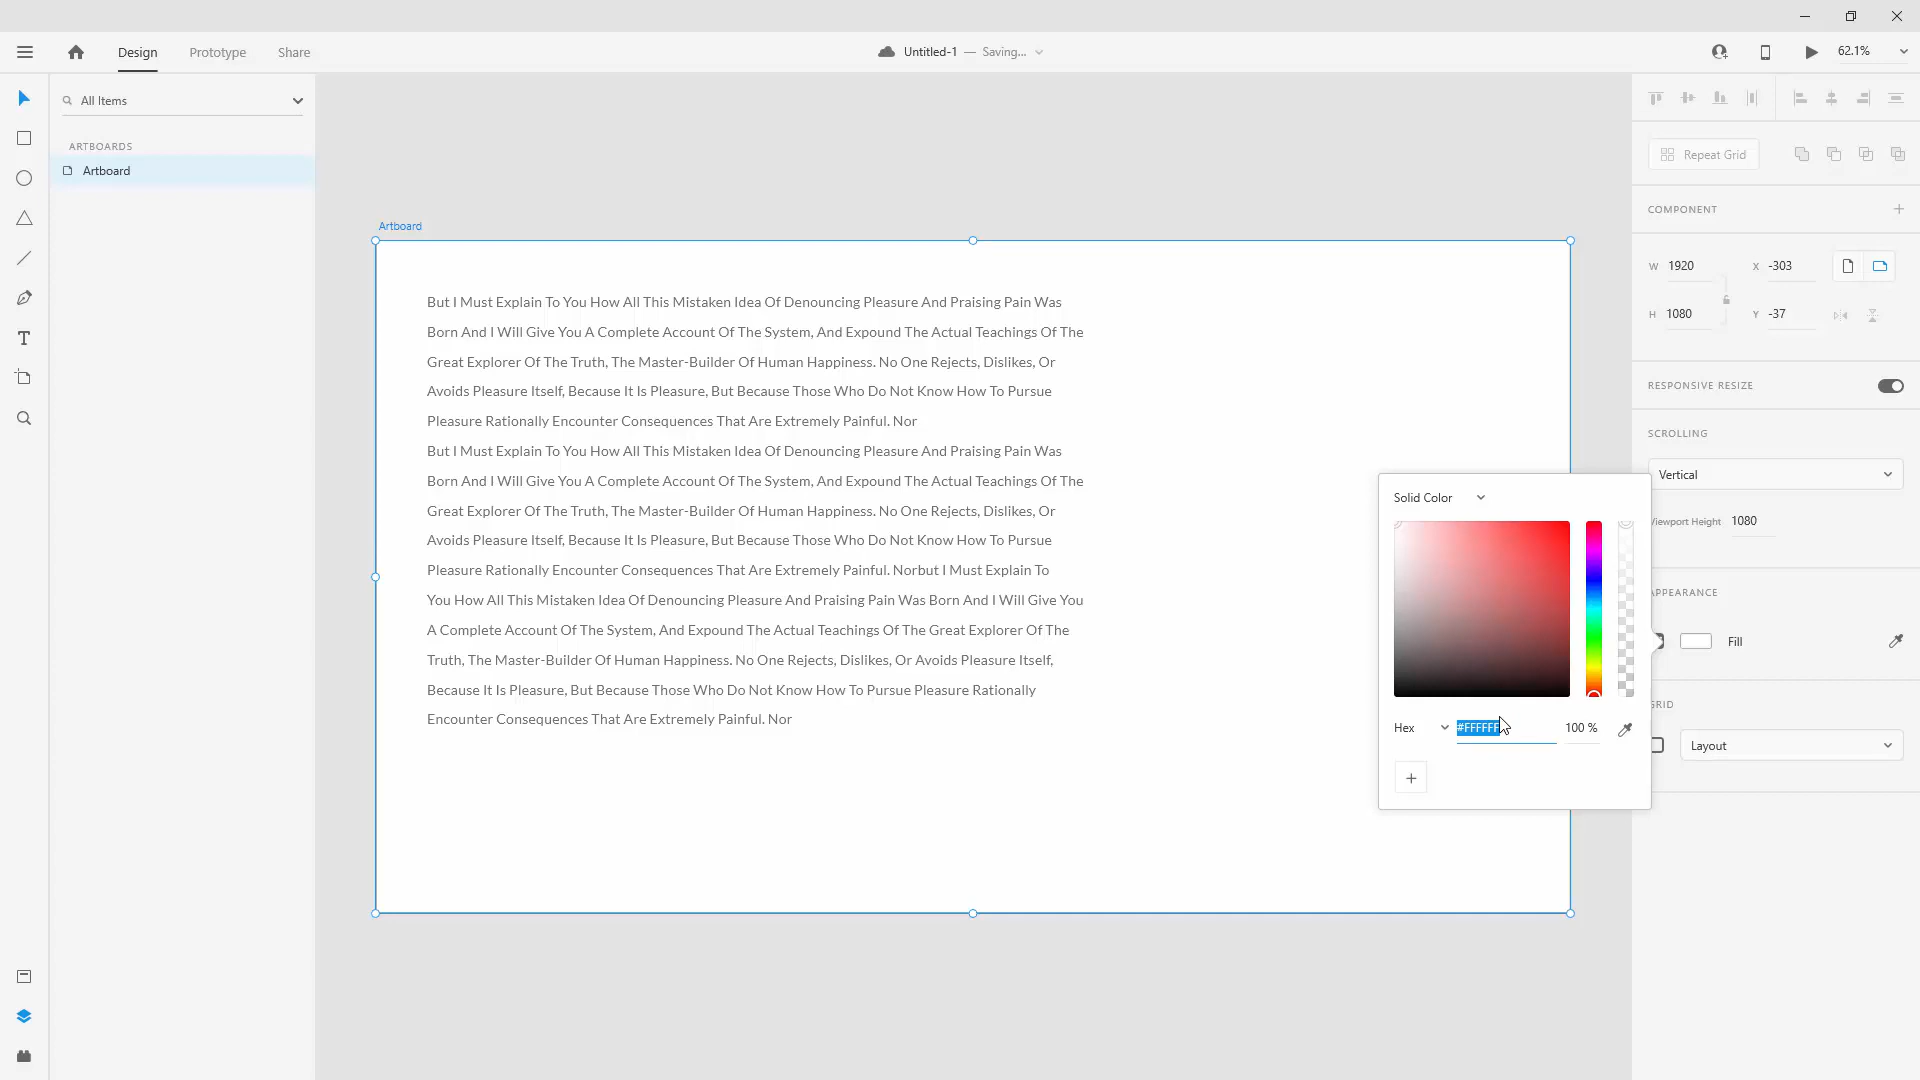 Design
Prototype
Share
Untitled-1 — Saving...
62.1%
All Items
ARTBOARDS
Artboard
Artboard
But I Must Explain To You How All This Mistaken Idea Of Denouncing Pleasure And Praising Pain Was
Born And I Will Give You A Complete Account Of The System, And Expound The Actual Teachings Of The
Great Explorer Of The Truth, The Master-Builder Of Human Happiness. No One Rejects, Dislikes, Or
Avoids Pleasure Itself, Because It Is Pleasure, But Because Those Who Do Not Know How To Pursue
Pleasure Rationally Encounter Consequences That Are Extremely Painful. Nor
But I Must Explain To You How All This Mistaken Idea Of Denouncing Pleasure And Praising Pain Was
Born And I Will Give You A Complete Account Of The System, And Expound The Actual Teachings Of The
Great Explorer Of The Truth, The Master-Builder Of Human Happiness. No One Rejects, Dislikes, Or
Avoids Pleasure Itself, Because It Is Pleasure, But Because Those Who Do Not Know How To Pursue
Pleasure Rationally Encounter Consequences That Are Extremely Painful. Norbut I Must Explain To
You How All This Mistaken Idea Of Denouncing Pleasure And Praising Pain Was Born And I Will Give You
A Complete Account Of The System, And Expound The Actual Teachings Of The Great Explorer Of The
Truth, The Master-Builder Of Human Happiness. No One Rejects, Dislikes, Or Avoids Pleasure Itself,
Because It Is Pleasure, But Because Those Who Do Not Know How To Pursue Pleasure Rationally
Encounter Consequences That Are Extremely Painful. Nor
Solid Color
Hex
#FFFFFF
100 %
Repeat Grid
COMPONENT
W 1920
X -303
H 1080
Y -37
RESPONSIVE RESIZE
SCROLLING
Vertical
Viewport Height 1080
APPEARANCE
Fill
GRID
Layout